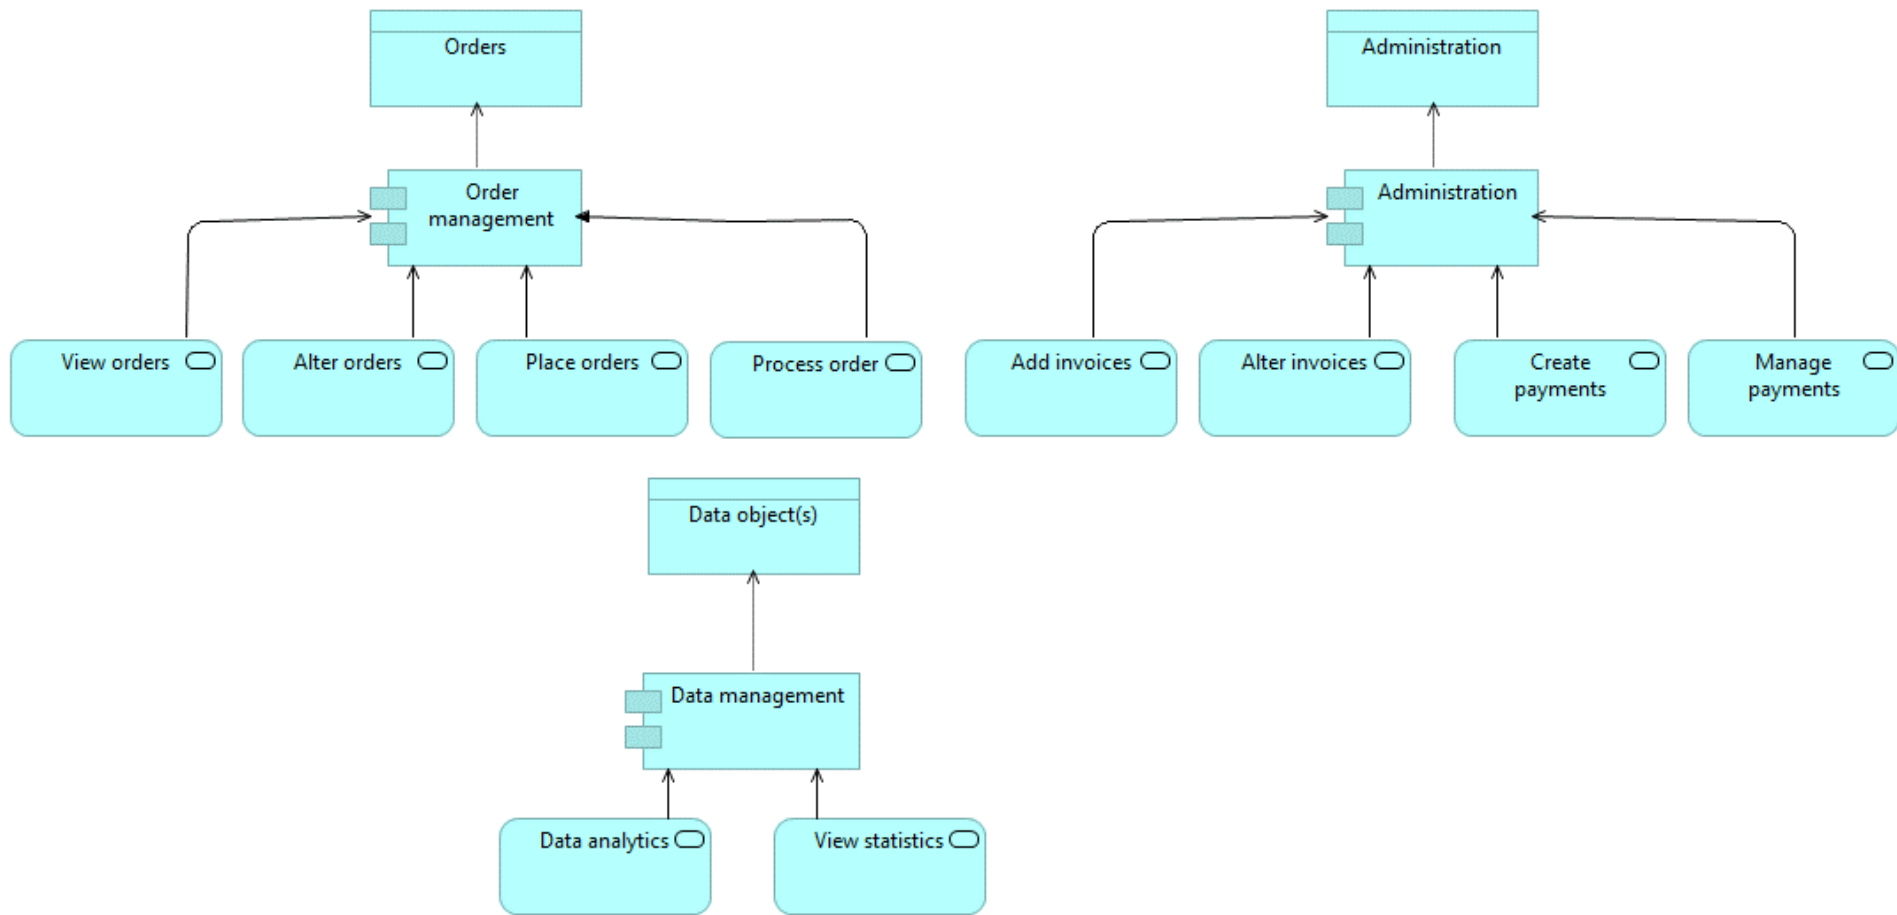 Orders
Administration
Order
management
Administration
View orders
Alter orders
Place orders
Process order
Add invoices
Alter invoices
Create
payments
Manage
payments
Data object(s)
Data management
Data analytics
View statistics